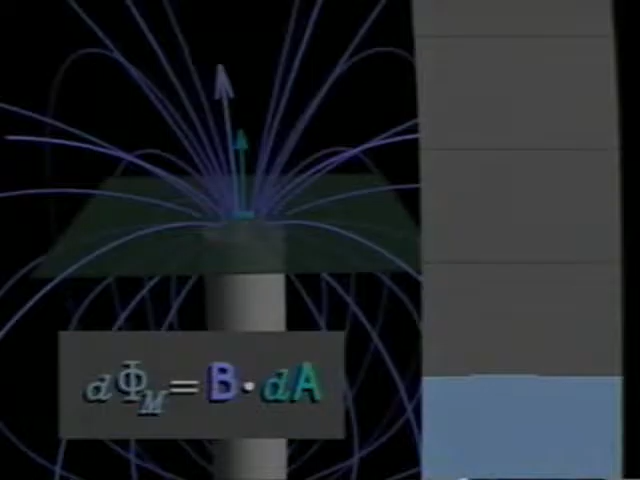 dΦ_M = B · dA